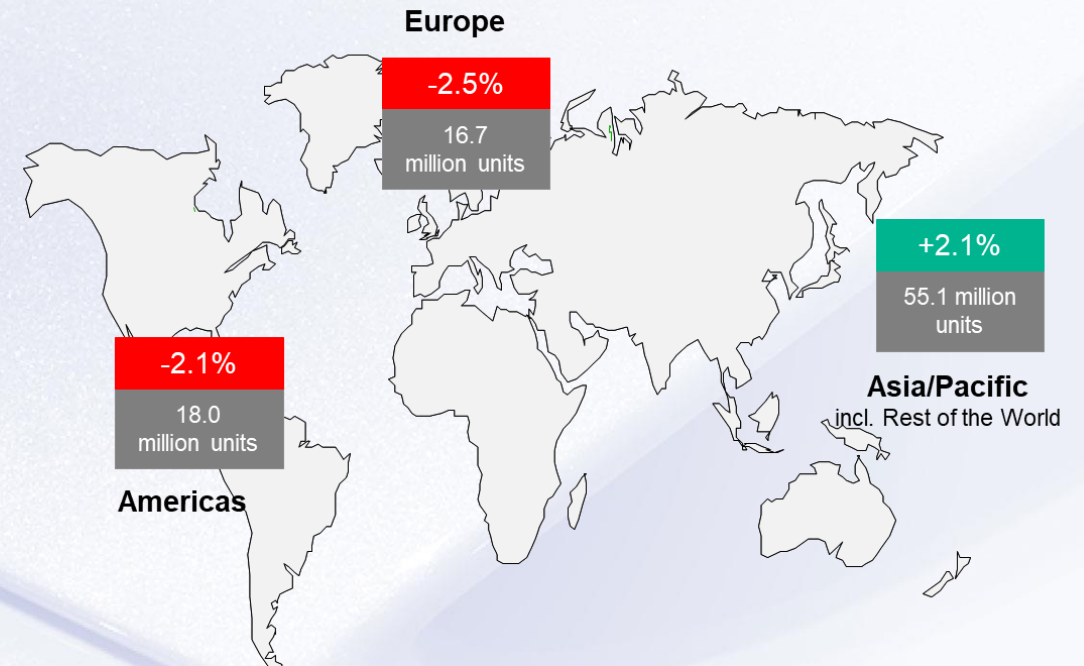 Europe
-2.5%
16.7
million units
+2.1%
55.1 million
units
Asia/Pacific
incl. Rest of the World
-2.1%
18.0
million units
Americas